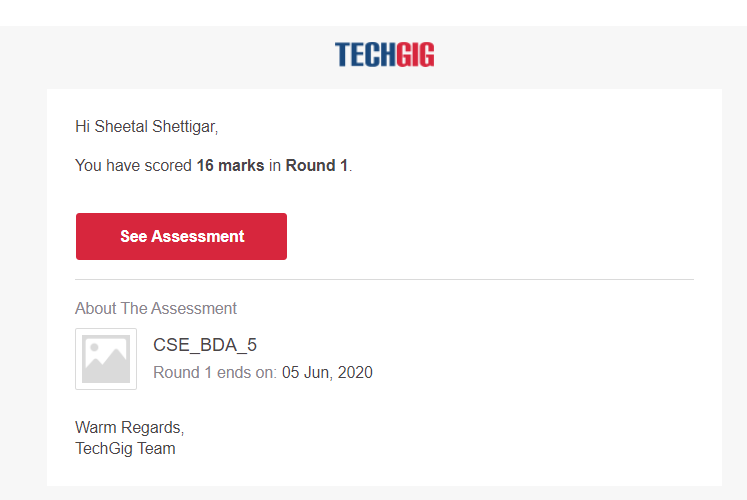 TECHGIG
Hi Sheetal Shettigar,
You have scored 16 marks in Round 1.
See Assessment
About The Assessment
CSE_BDA_5
Round 1 ends on: 05 Jun, 2020
Warm Regards,
TechGig Team